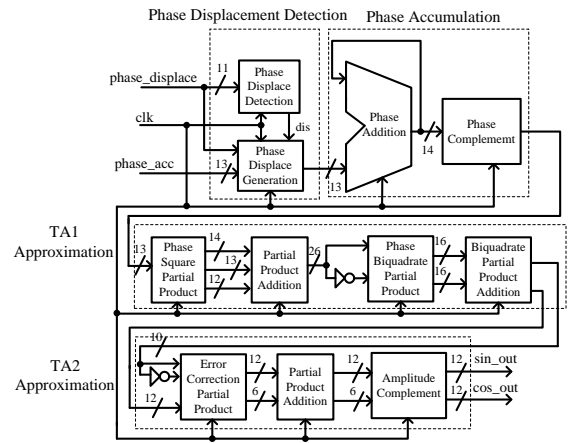 Phase Displacement Detection
Phase Accumulation
phase_displace
11
Phase
Displace
Detection
clk
dis
Phase
Addition
14
Phase
Complememt
phase_acc
13
Phase
Displace
Generation
13
TA1
Approximation
13
Phase
Square
Partial
Product
14
13
12
Partial
Product
Addition
26
Phase
Biquadrate
Partial
Product
16
16
Biquadrate
Partial
Product
Addition
TA2
Approximation
10
12
Error
Correction
Partial
Product
12
6
Partial
Product
Addition
12
6
Amplitude
Complement
12
sin_out
12
cos_out